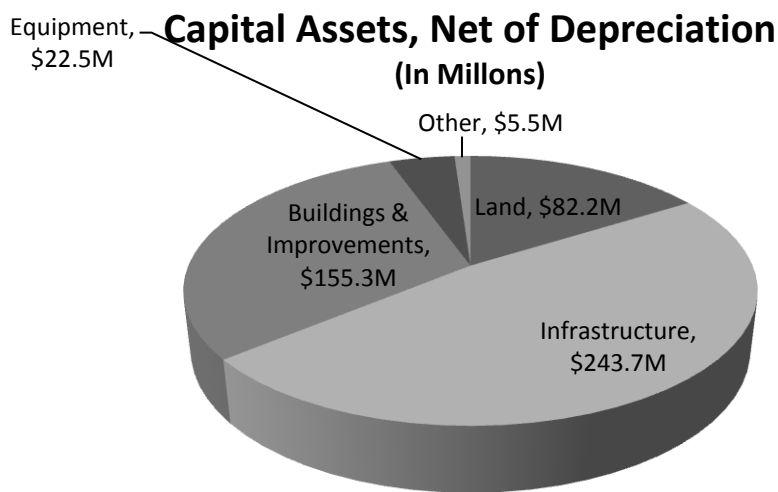 Capital Assets, Net of Depreciation
(In Millons)
Equipment,
$22.5M
Other, $5.5M
Land, $82.2M
Buildings &
Improvements,
$155.3M
Infrastructure,
$243.7M